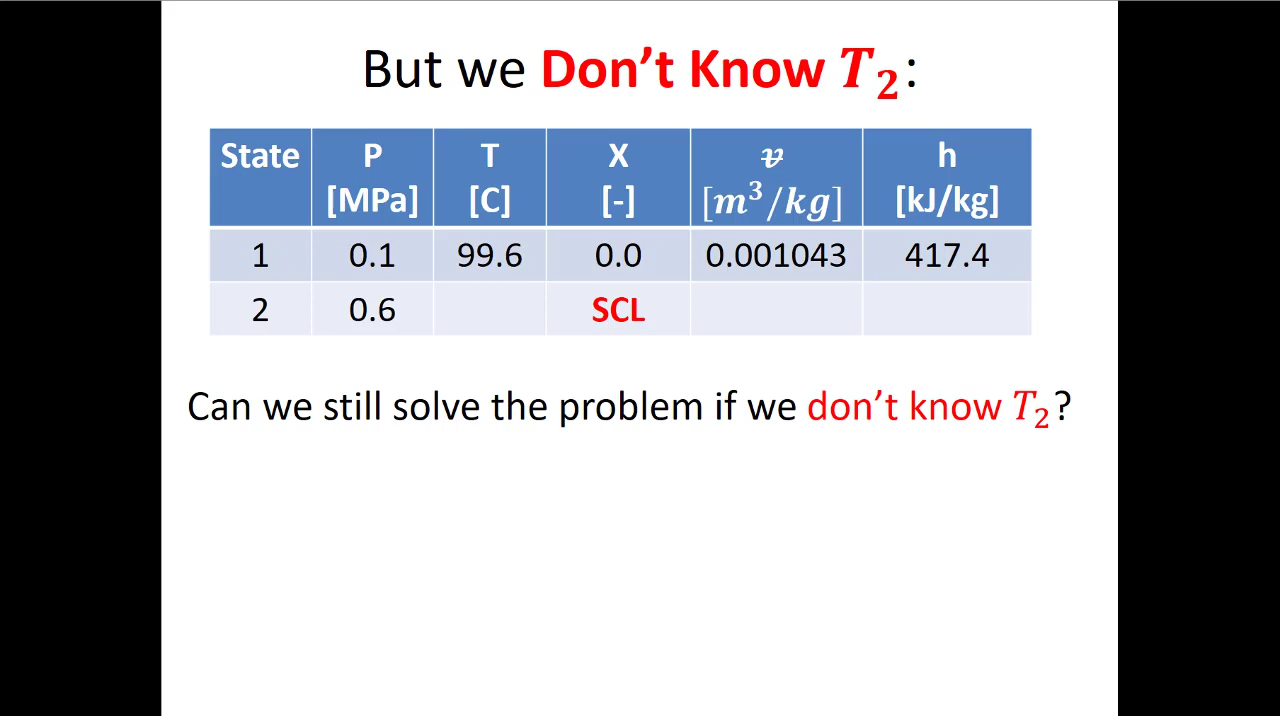 But we Don't Know T₂:
State P T X v h
[MPa] [C] [-] [m³/kg] [kJ/kg]
1 0.1 99.6 0.0 0.001043 417.4
2 0.6 SCL
Can we still solve the problem if we don't know T₂?